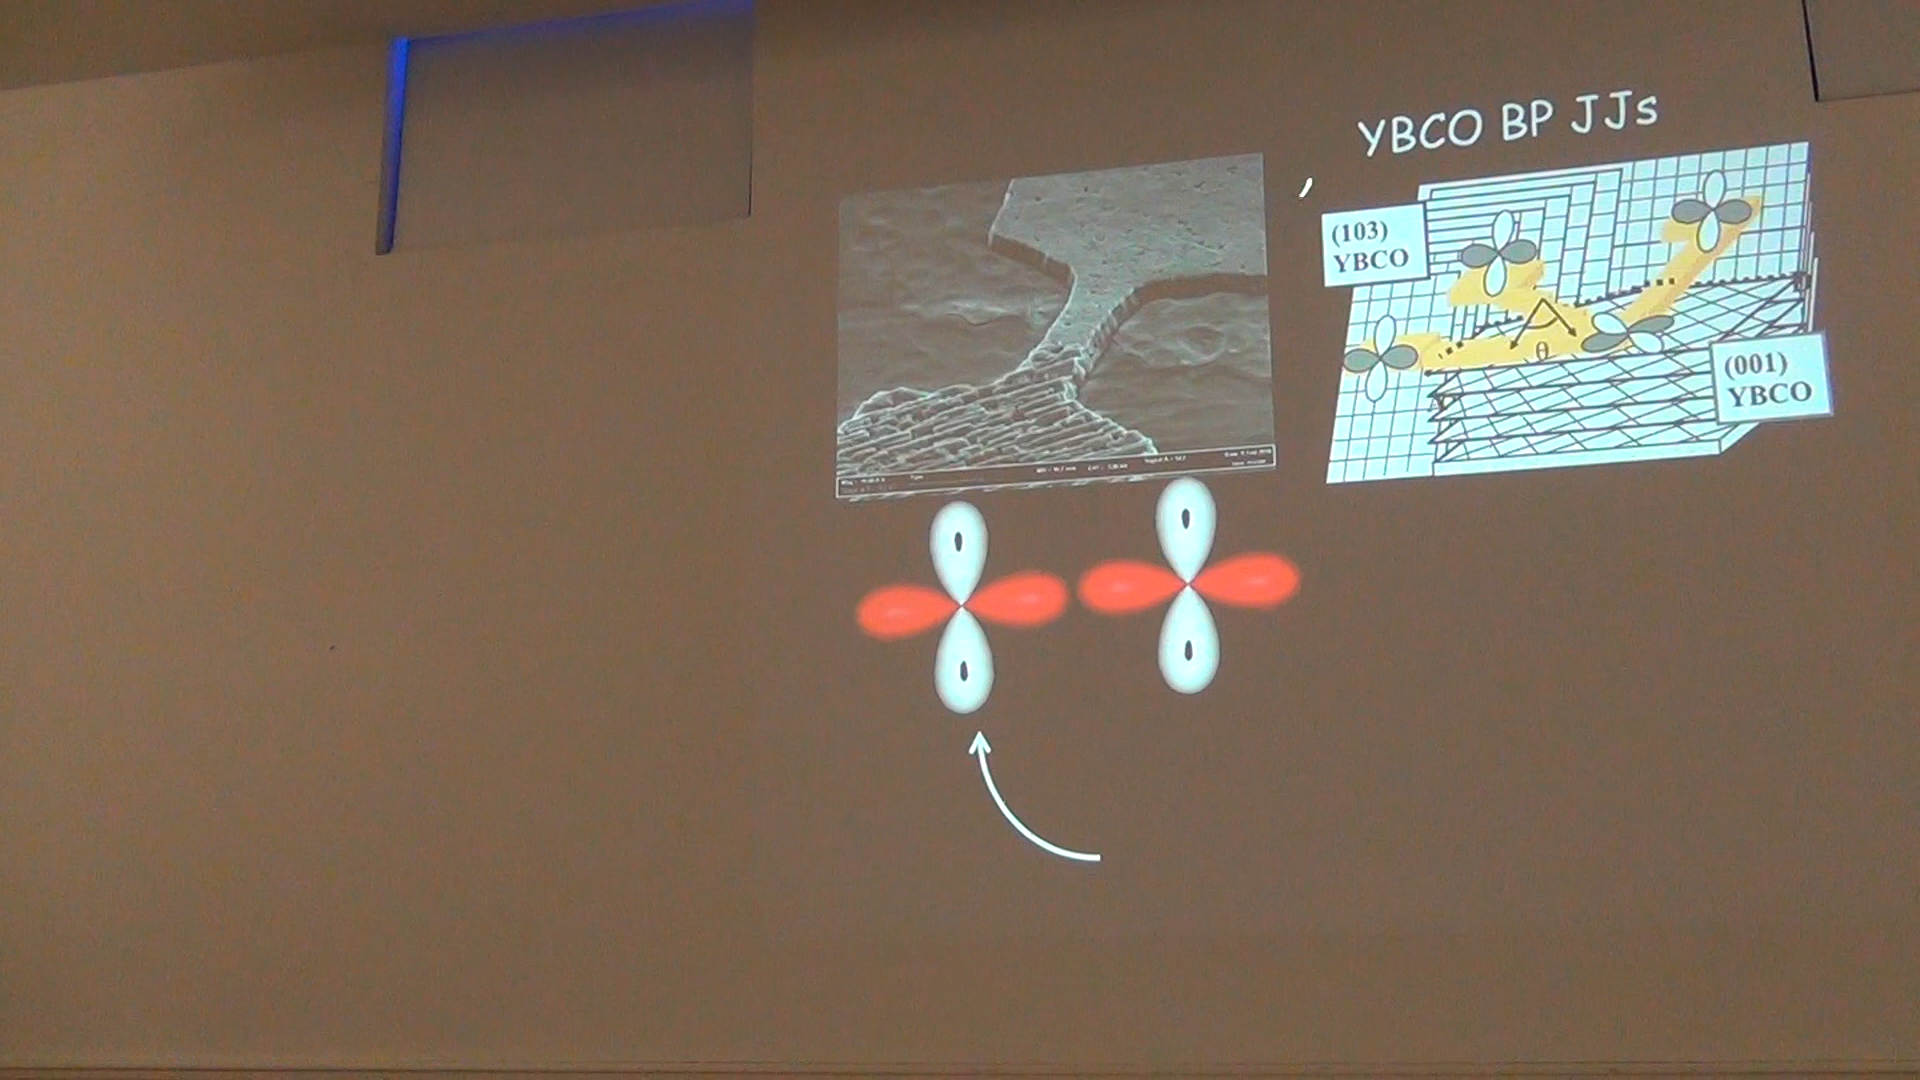 YBCO BP JJs
,
(103)
YBCO
θ
(001)
YBCO